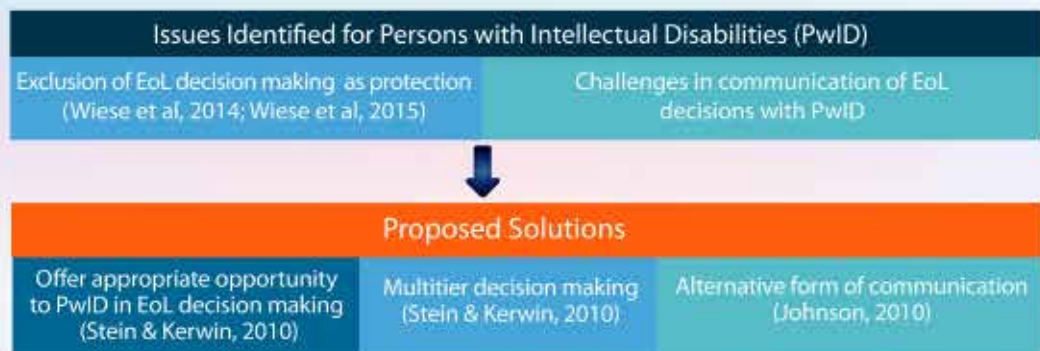 Issues Identified for Persons with Intellectual Disabilities (PwID)
Exclusion of EoL decision making as protection
(Wiese et al, 2014; Wiese et al, 2015)
Challenges in communication of EoL
decisions with PwID
Proposed Solutions
Offer appropriate opportunity
to PwID in EoL decision making
(Stein & Kerwin, 2010)
Multitier decision making
(Stein & Kerwin, 2010)
Alternative form of communication
(Johnson, 2010)